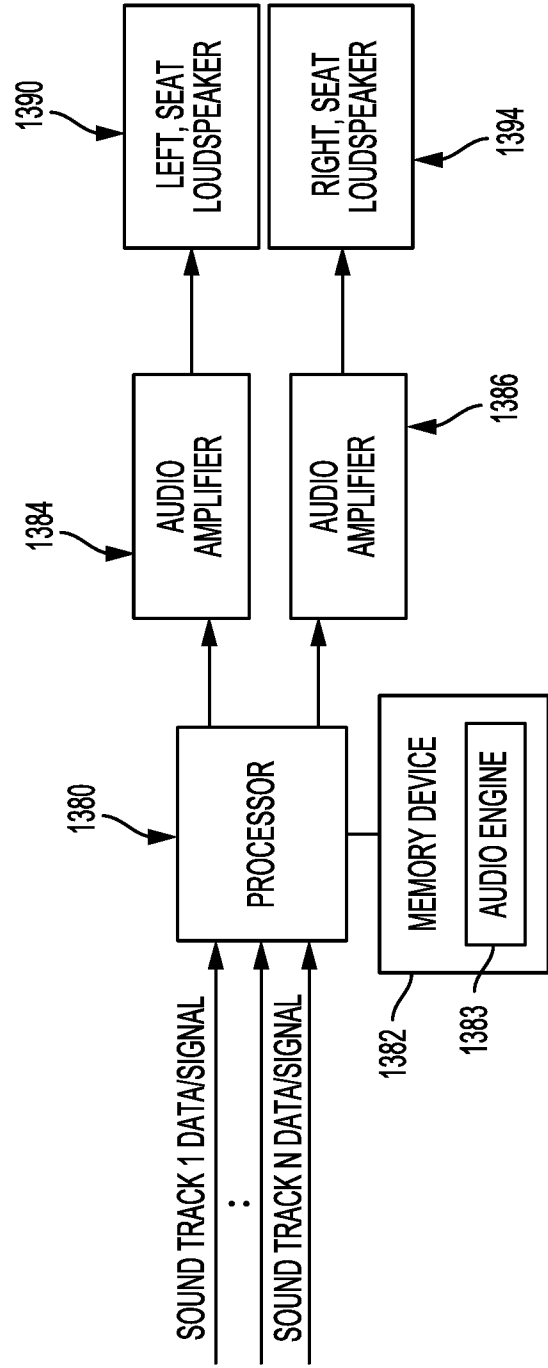 SOUND TRACK 1 DATA/SIGNAL
:
SOUND TRACK N DATA/SIGNAL
1380
PROCESSOR
1382
MEMORY DEVICE
1383
AUDIO ENGINE
1384
AUDIO
AMPLIFIER
AUDIO
AMPLIFIER
1386
1390
LEFT, SEAT
LOUDSPEAKER
RIGHT, SEAT
LOUDSPEAKER
1394